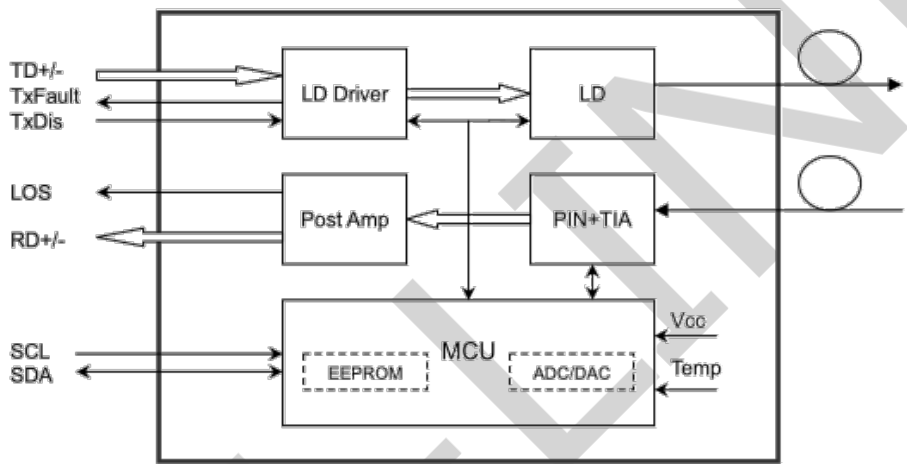 TD+/-
TxFault
TxDis
LD Driver
LD
LOS
RD+/-
Post Amp
PIN+TIA
SCL
SDA
MCU
EEPROM
ADC/DAC
Vcc
Temp